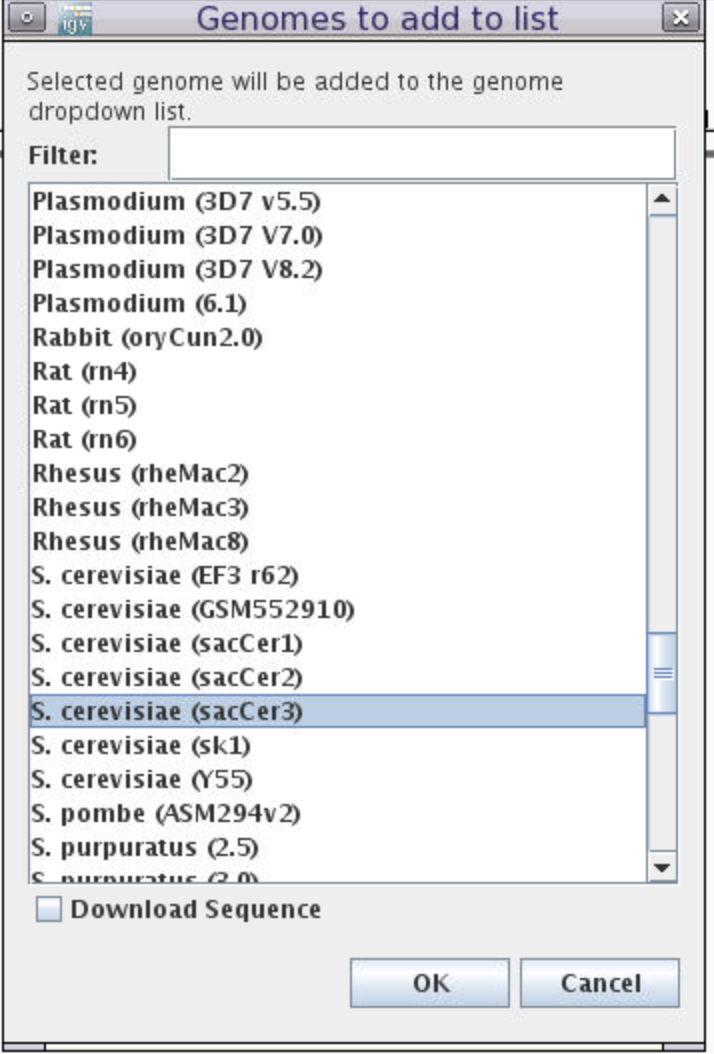 igv Genomes to add to list
Selected genome will be added to the genome
dropdown list.
Filter:
Plasmodium (3D7 v5.5)
Plasmodium (3D7 V7.0)
Plasmodium (3D7 V8.2)
Plasmodium (6.1)
Rabbit (oryCun2.0)
Rat (rn4)
Rat (rn5)
Rat (rn6)
Rhesus (rheMac2)
Rhesus (rheMac3)
Rhesus (rheMac8)
S. cerevisiae (EF3 r62)
S. cerevisiae (GSM552910)
S. cerevisiae (sacCer1)
S. cerevisiae (sacCer2)
S. cerevisiae (sacCer3)
S. cerevisiae (sk1)
S. cerevisiae (Y55)
S. pombe (ASM294v2)
S. purpuratus (2.5)
S. purpuratus (3.0)
Download Sequence
OK Cancel